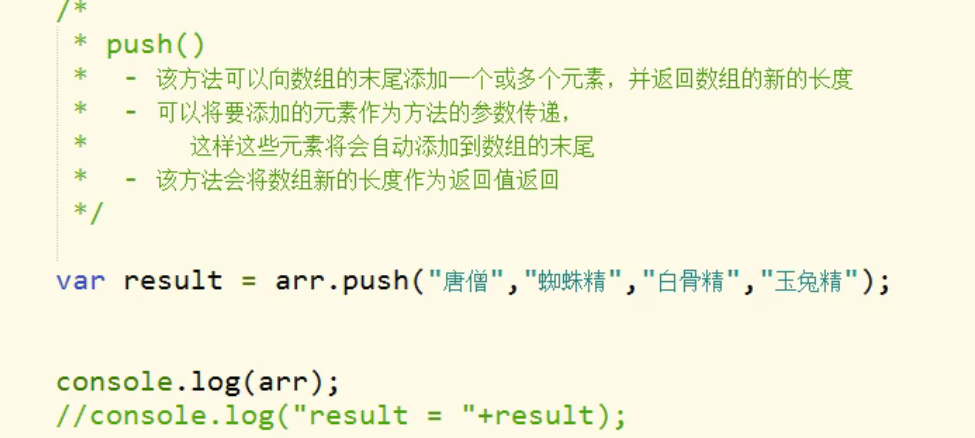 /*
 * push()
 *  - 该方法可以向数组的末尾添加一个或多个元素，并返回数组的新的长度
 *  - 可以将要添加的元素作为方法的参数传递，
 *      这样这些元素将会自动添加到数组的末尾
 *  - 该方法会将数组新的长度作为返回值返回
 */
var result = arr.push("唐僧","蜘蛛精","白骨精","玉兔精");
console.log(arr);
//console.log("result = "+result);